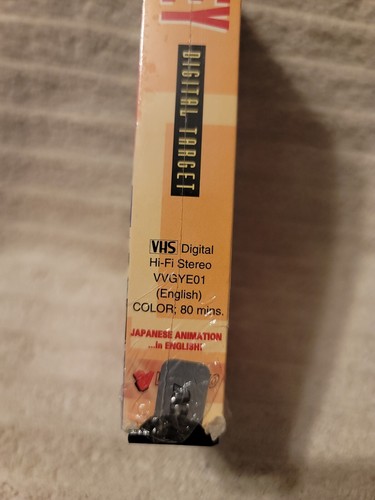 DIGITAL TARGET
VHS Digital
Hi-Fi Stereo
VVGYE01
(English)
COLOR; 80 mins.
JAPANESE ANIMATION
...in ENGLISH!